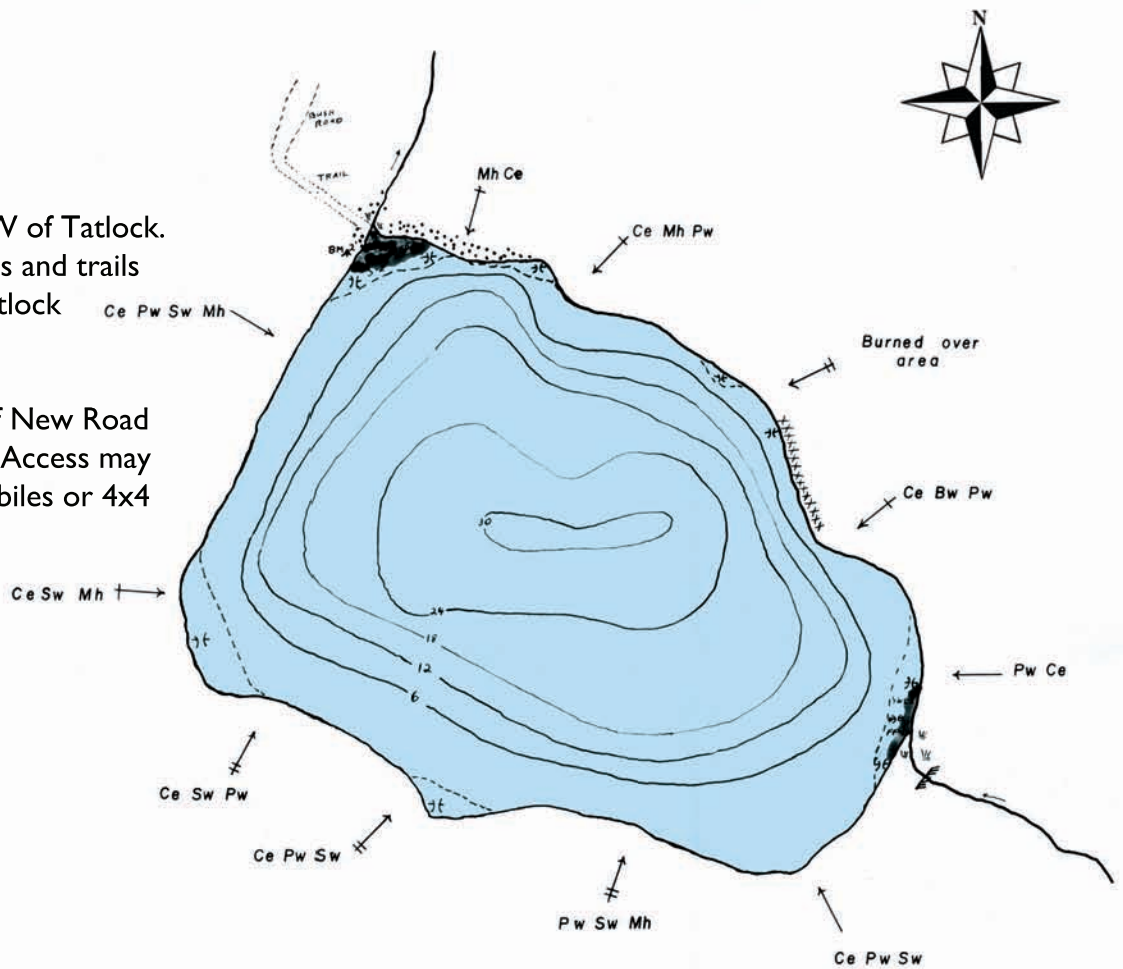 N
BUSH
ROAD
TRAIL
Mh Ce
V of Tatlock.
s and trails
tlock
BM
Ce Mh Pw
Ce Pw Sw Mh
Burned over
area
f New Road
Access may
biles or 4x4
Ce Bw Pw
30
Ce Sw Mh
24
18
12
6
Pw Ce
Ce Sw Pw
Ce Pw Sw
Pw Sw Mh
Ce Pw Sw